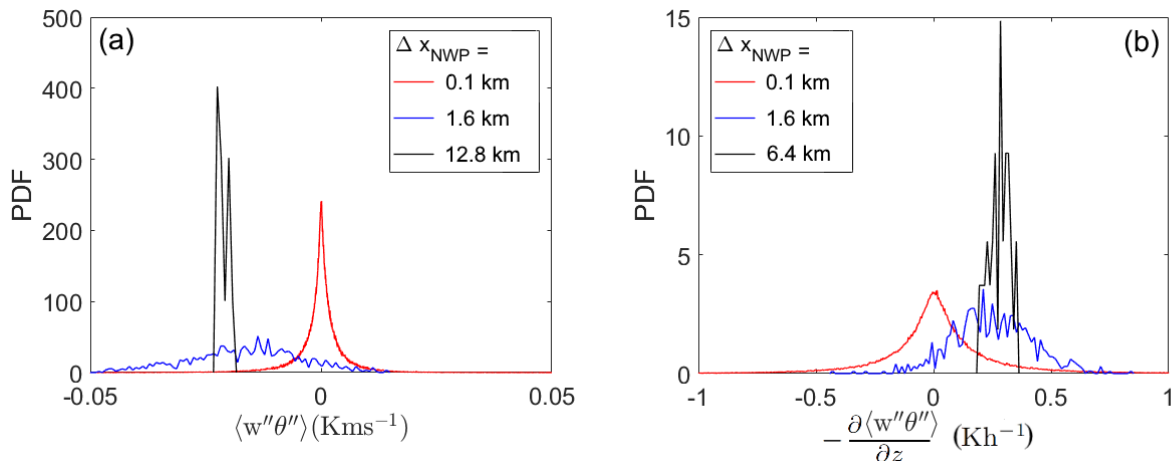 (a)
PDF
500
400
300
200
100
0
-0.05
0
0.05
⟨w″θ″⟩(Kms⁻¹)
Δ x_NWP =
0.1 km
1.6 km
12.8 km
(b)
PDF
15
10
5
0
-1
-0.5
0
0.5
1
− ∂⟨w″θ″⟩/∂z (Kh⁻¹)
Δ x_NWP =
0.1 km
1.6 km
6.4 km